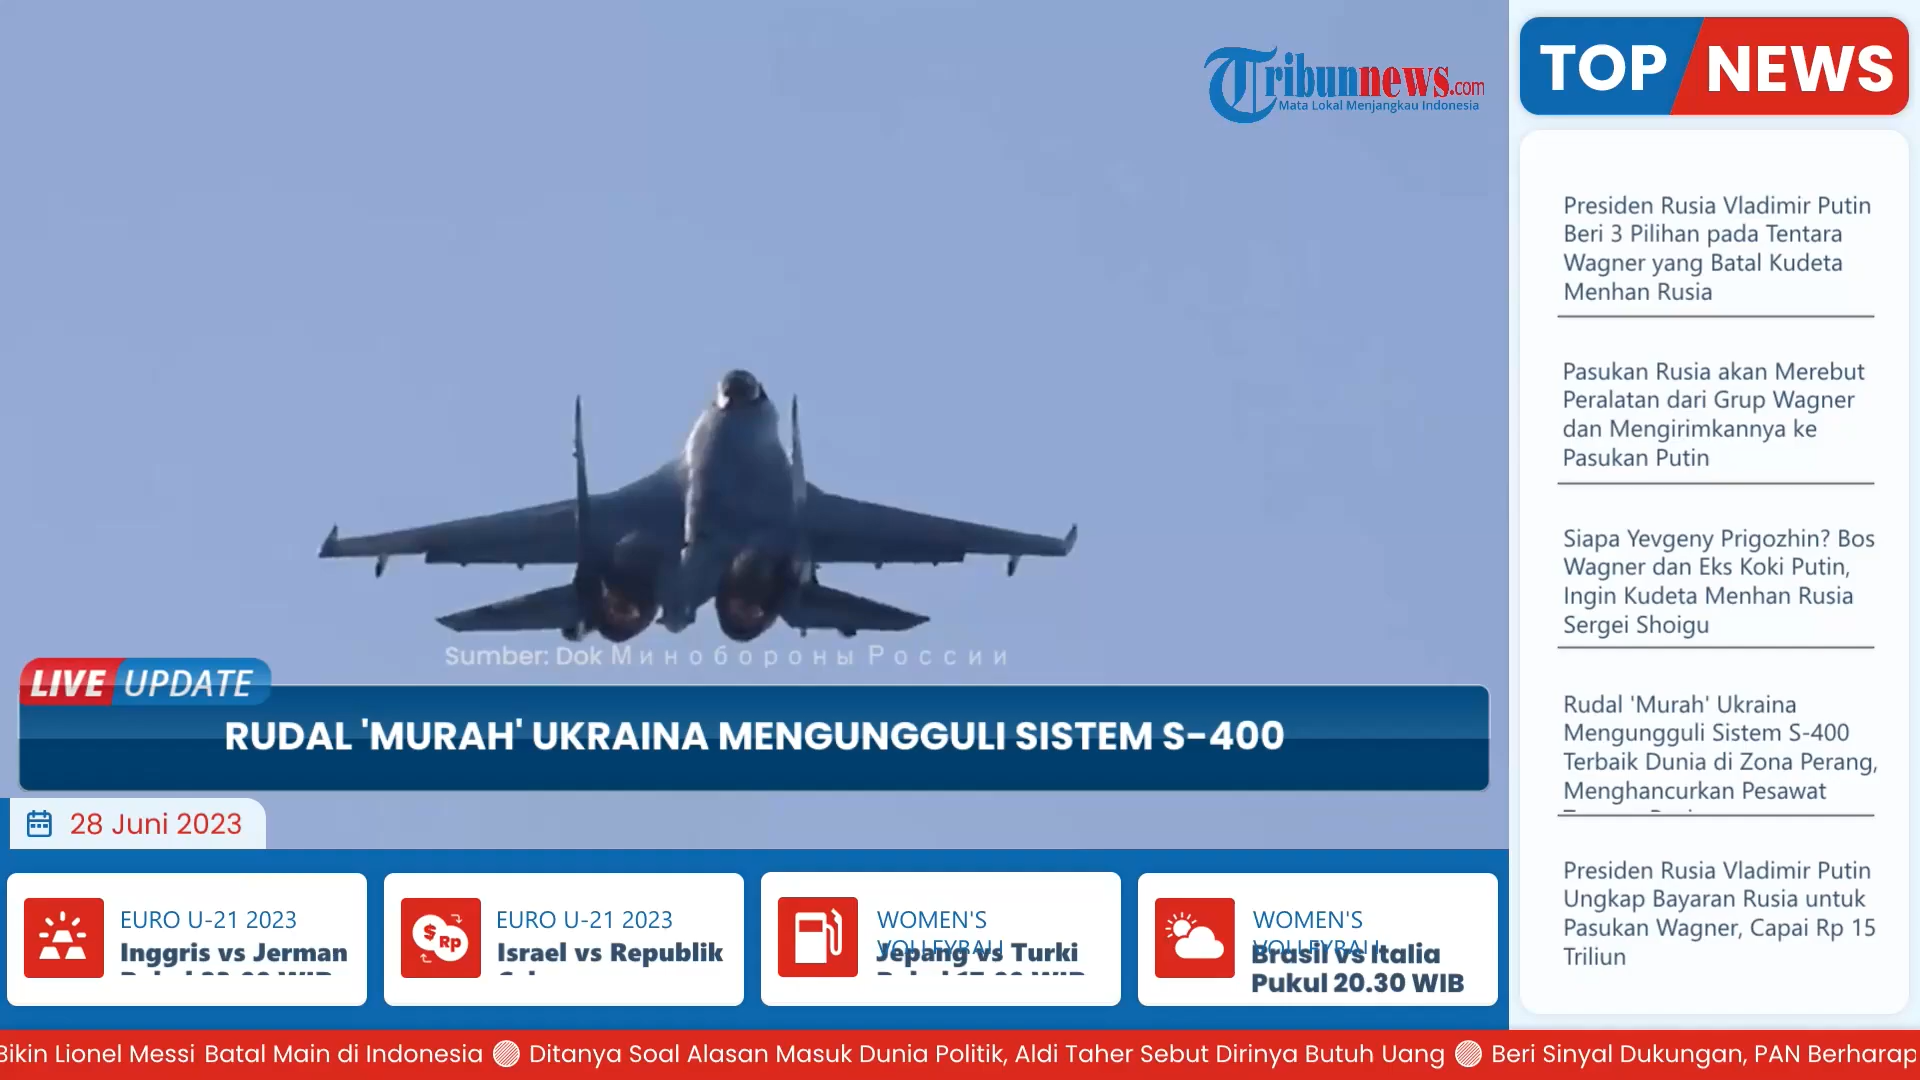 Tribunnews.com
Mata Lokal Menjangkau Indonesia
TOP NEWS
Presiden Rusia Vladimir Putin
Beri 3 Pilihan pada Tentara
Wagner yang Batal Kudeta
Menhan Rusia
Pasukan Rusia akan Merebut
Peralatan dari Grup Wagner
dan Mengirimkannya ke
Pasukan Putin
Siapa Yevgeny Prigozhin? Bos
Wagner dan Eks Koki Putin,
Ingin Kudeta Menhan Rusia
Sergei Shoigu
Rudal 'Murah' Ukraina
Mengungguli Sistem S-400
Terbaik Dunia di Zona Perang,
Menghancurkan Pesawat
Presiden Rusia Vladimir Putin
Ungkap Bayaran Rusia untuk
Pasukan Wagner, Capai Rp 15
Triliun
Sumber: Dok Минобороны России
LIVE UPDATE
RUDAL 'MURAH' UKRAINA MENGUNGGULI SISTEM S-400
28 Juni 2023
EURO U-21 2023
Inggris vs Jerman
$ Rp
EURO U-21 2023
Israel vs Republik
WOMEN'S
VOLLEYBALL
Jepang vs Turki
WOMEN'S
VOLLEYBALL
Brasil vs Italia
Pukul 20.30 WIB
Bikin Lionel Messi Batal Main di Indonesia Ditanya Soal Alasan Masuk Dunia Politik, Aldi Taher Sebut Dirinya Butuh Uang Beri Sinyal Dukungan, PAN Berharap